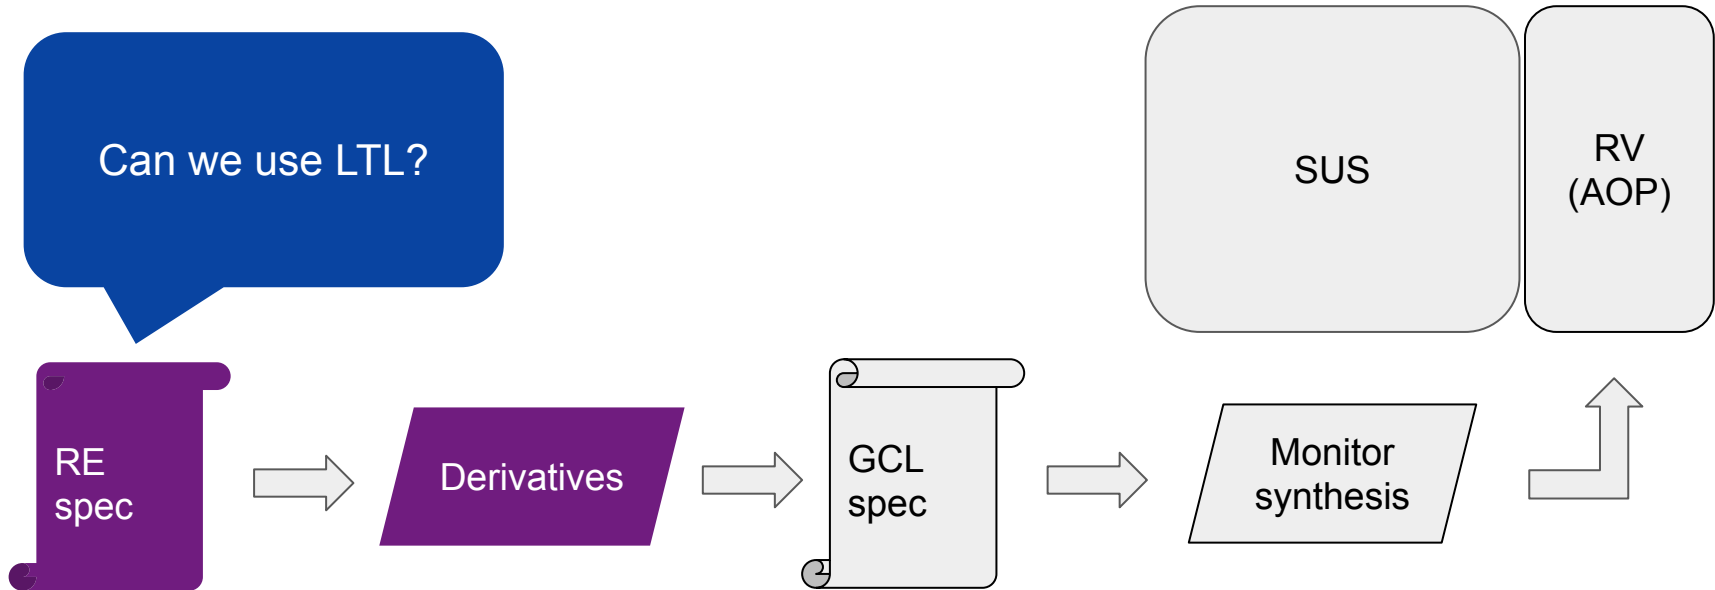 Can we use LTL?
SUS
RV
(AOP)
RE
spec
Derivatives
GCL
spec
Monitor
synthesis